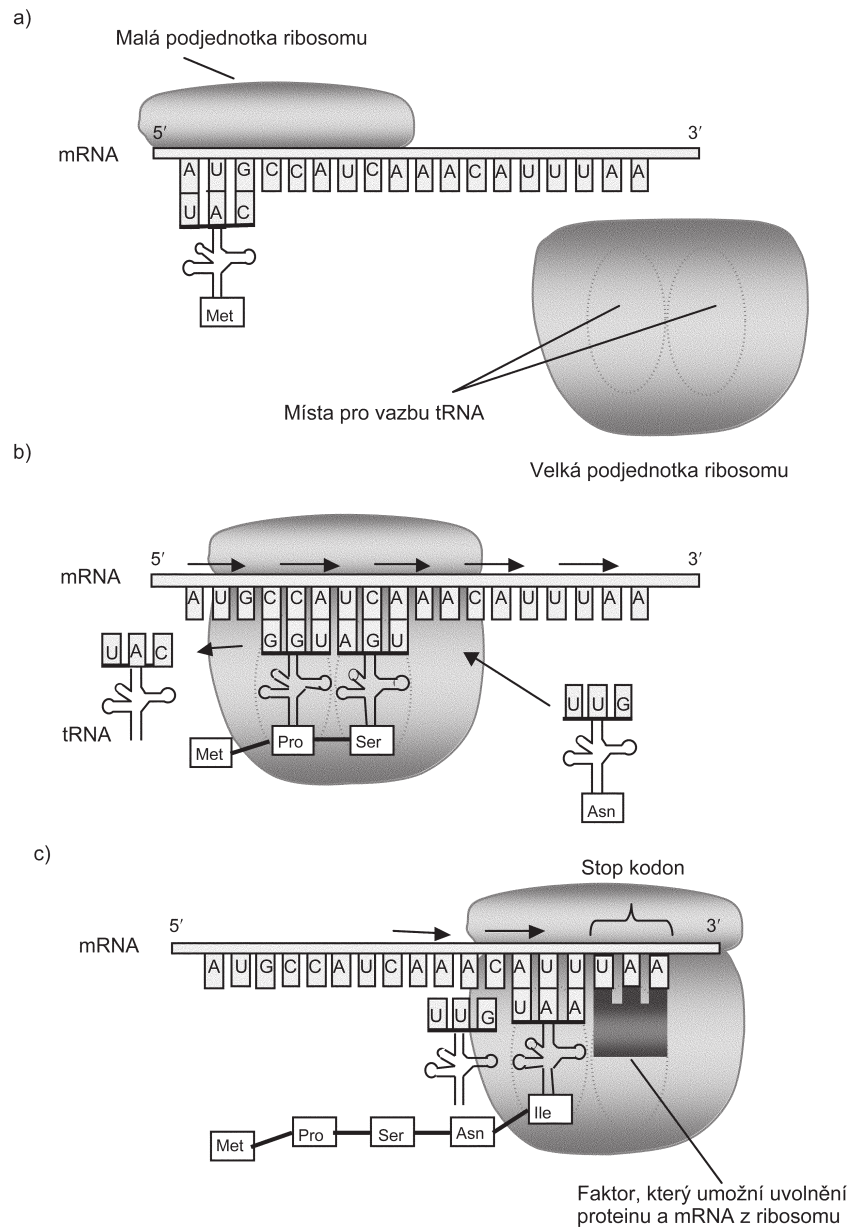 a)
Malá podjednotka ribosomu
5′ 3′
mRNA
A U G C C A U C A A A C A U U U A A
U A C
Met
Místa pro vazbu tRNA
Velká podjednotka ribosomu
b)
5′ 3′
mRNA
A U G C C A U C A A A C A U U U A A
G G U A G U
U A C
U U G
tRNA
Met Pro Ser
Asn
c)
Stop kodon
5′ 3′
mRNA
A U G C C A U C A A A C A U U U A A
U U G U A A
Met Pro Ser Asn Ile
Faktor, který umožní uvolnění
proteinu a mRNA z ribosomu